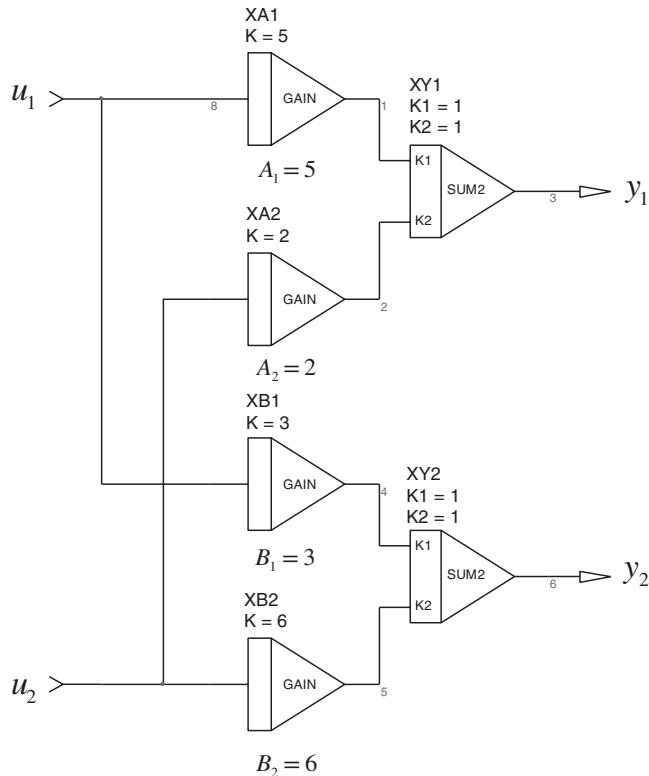 XA1
K = 5
u₁
8
GAIN
1
A₁ = 5
XY1
K1 = 1
K2 = 1
K1
SUM2
K2
3
y₁
XA2
K = 2
GAIN
2
A₂ = 2
XB1
K = 3
GAIN
4
B₁ = 3
XY2
K1 = 1
K2 = 1
K1
SUM2
K2
6
y₂
XB2
K = 6
u₂
GAIN
5
B₂ = 6